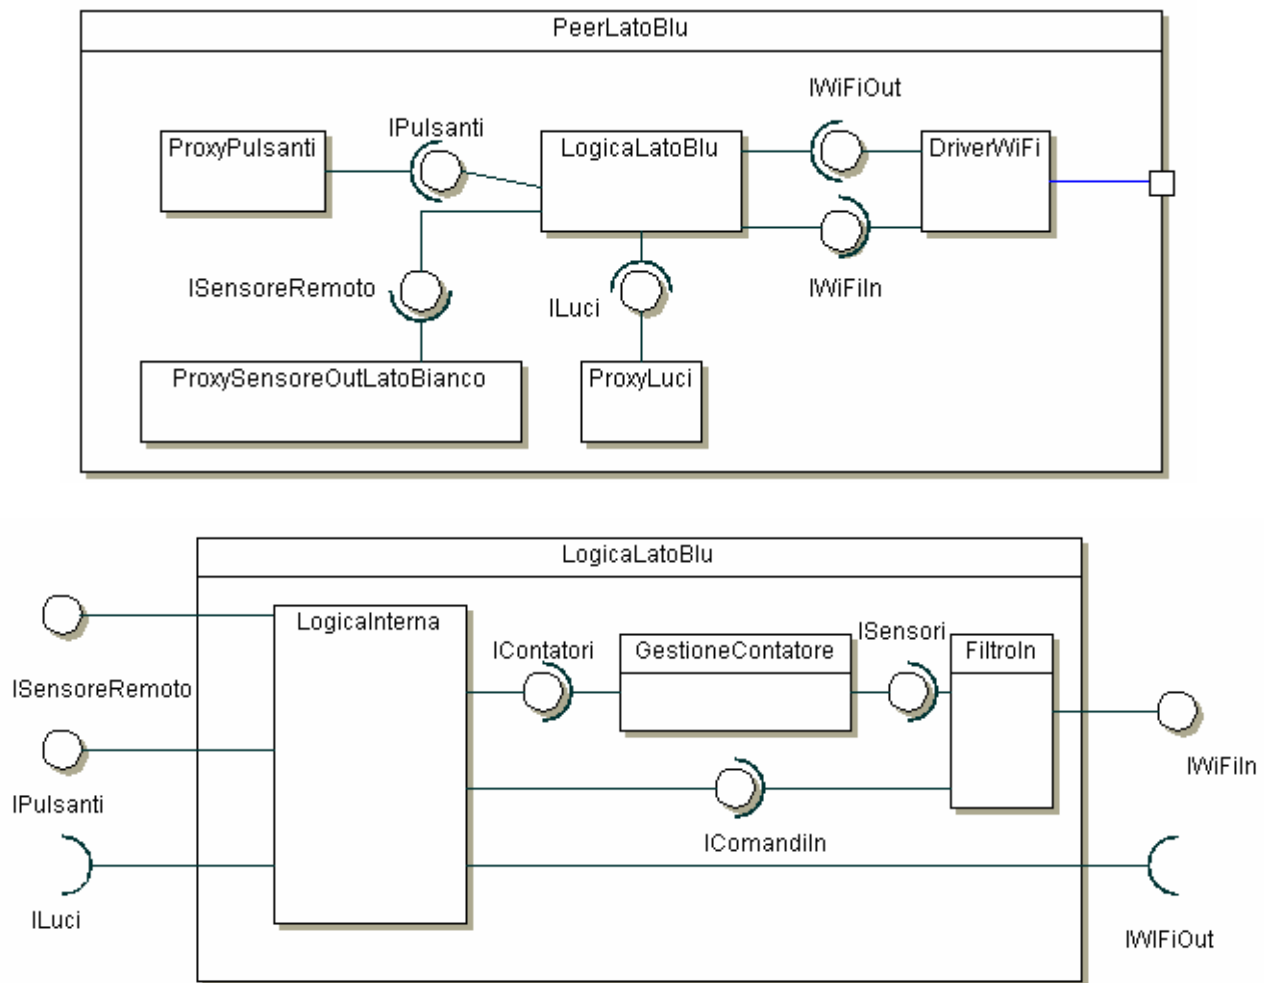 PeerLatoBlu
IWiFiOut
IPulsanti
ProxyPulsanti
LogicaLatoBlu
DriverWiFi
ISensoreRemoto
ILuci
IWiFiIn
ProxySensoreOutLatoBianco
ProxyLuci
LogicaLatoBlu
LogicaInterna
IContatori
GestioneContatore
ISensori
FiltroIn
ISensoreRemoto
IPulsanti
IWiFiIn
IComandiIn
ILuci
IWIFiOut